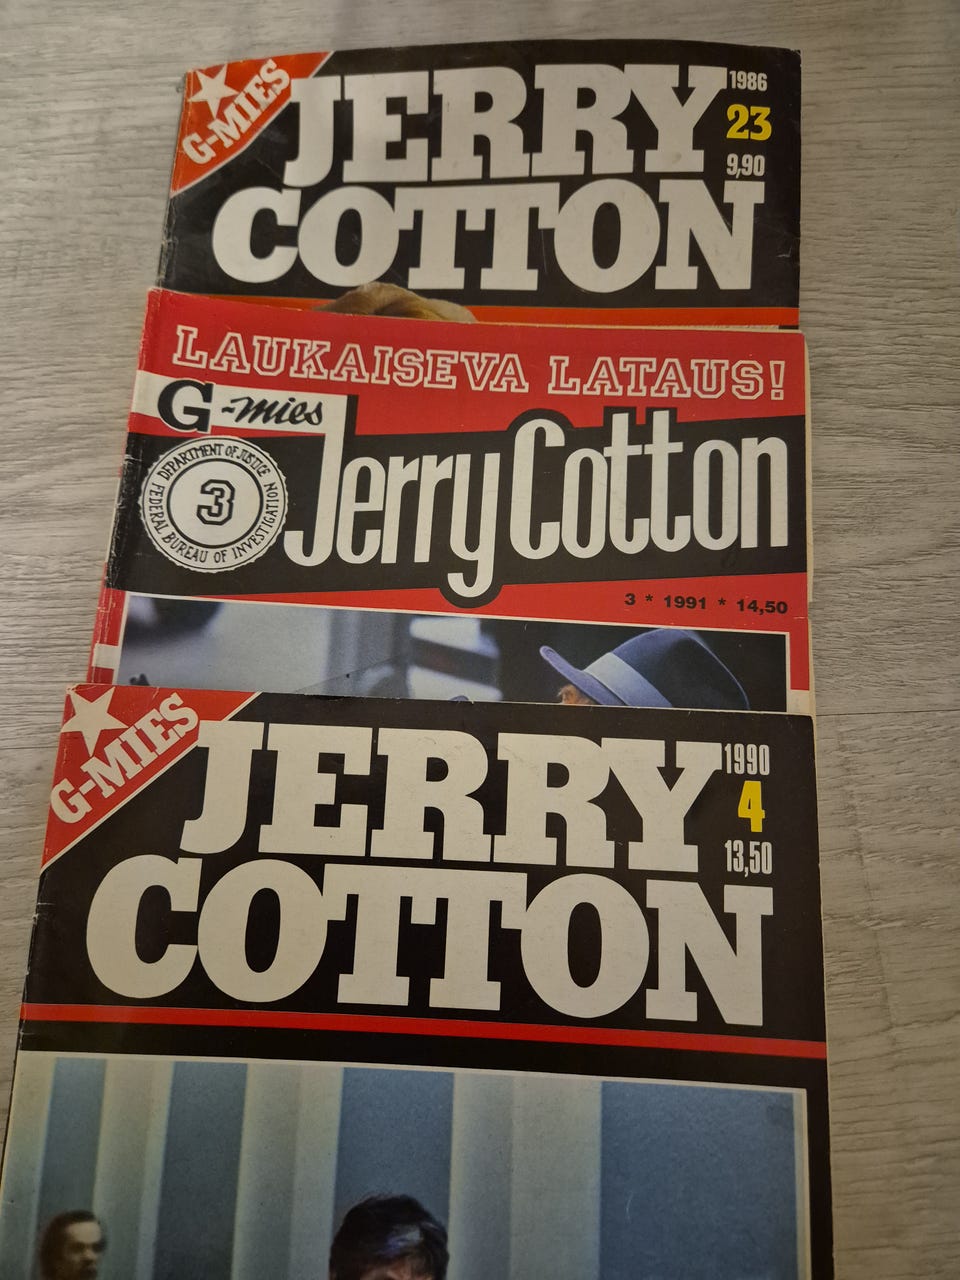 G-MIES
JERRY
COTTON
1986
23
9,90
LAUKAISEVA LATAUS!
G-mies
Jerry Cotton
DEPARTMENT OF JUSTICE
3
FEDERAL BUREAU OF INVESTIGATION
3 * 1991 * 14,50
G-MIES
JERRY
COTTON
1990
4
13,50